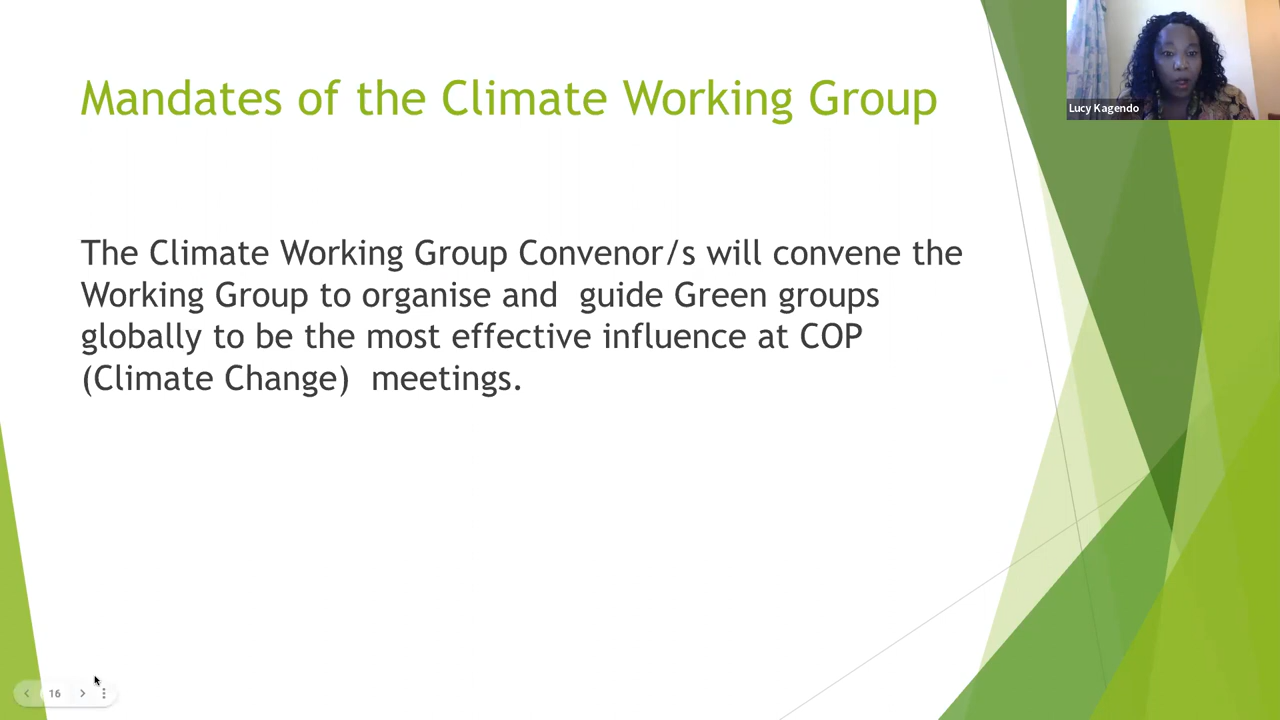 Mandates of the Climate Working Group
Lucy Kagendo
The Climate Working Group Convenor/s will convene the
Working Group to organise and  guide Green groups
globally to be the most effective influence at COP
(Climate Change)  meetings.
16